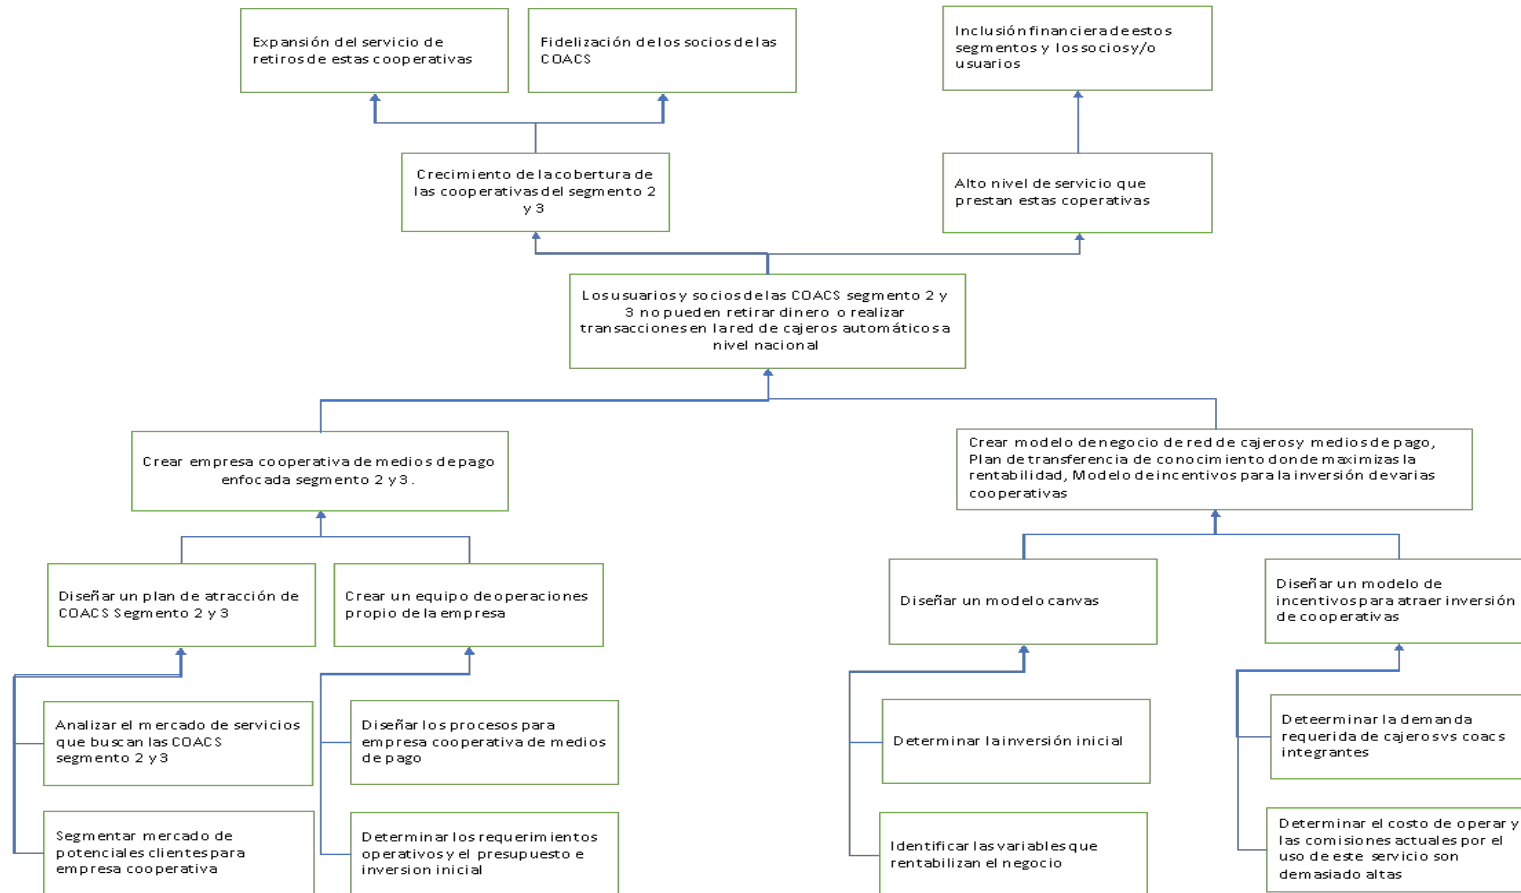 Expansión del servicio de
retiros de estas cooperativas
Fidelización de los socios de las
COACS
Inclusión financiera de estos
segmentos y los socios y/o
usuarios
Crecimiento de la cobertura de
las cooperativas del segmento 2
y 3
Alto nivel de servicio que
prestan estas coperativas
Los usuarios y socios de las COACS segmento 2 y
3 no pueden retirar dinero o realizar
transacciones en la red de cajeros automáticos a
nivel nacional
Crear empresa cooperativa de medios de pago
enfocada segmento 2 y 3.
Crear modelo de negocio de red de cajeros y medios de pago,
Plan de transferencia de conocimiento donde maximizas la
rentabilidad, Modelo de incentivos para la inversión de varias
cooperativas
Diseñar un plan de atracción de
COACS Segmento 2 y 3
Crear un equipo de operaciones
propio de la empresa
Diseñar un modelo canvas
Diseñar un modelo de
incentivos para atraer inversión
de cooperativas
Analizar el mercado de servicios
que buscan las COACS
segmento 2 y 3
Diseñar los procesos para
empresa cooperativa de medios
de pago
Determinar la inversión inicial
Deteerminar la demanda
requerida de cajeros vs coacs
integrantes
Segmentar mercado de
potenciales clientes para
empresa cooperativa
Determinar los requerimientos
operativos y el presupuesto e
inversion inicial
Identificar las variables que
rentabilizan el negocio
Determinar el costo de operar y
las comisiones actuales por el
uso de este servicio son
demasiado altas